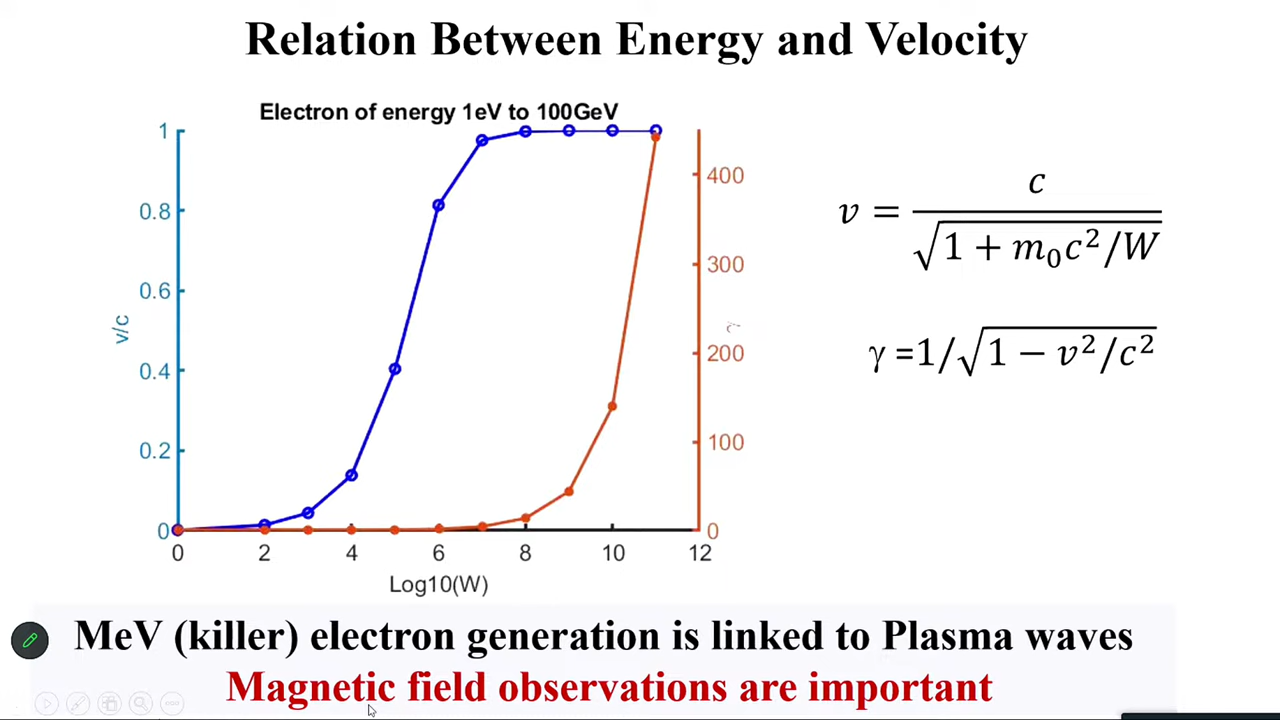 Relation Between Energy and Velocity
Electron of energy 1eV to 100GeV
1
0.8
0.6
0.4
0.2
0
v/c
400
300
200
100
0
0 2 4 6 8 10 12
Log10(W)
v = c / √(1 + m₀c²/W)
γ =1/√(1 − v²/c²)
MeV (killer) electron generation is linked to Plasma waves
Magnetic field observations are important